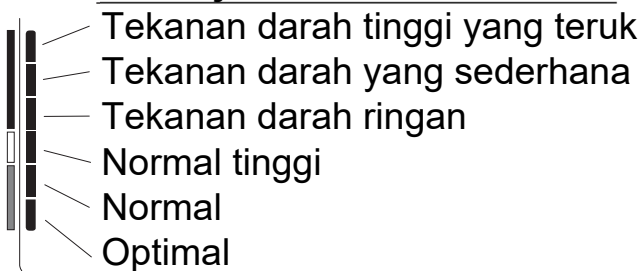 Tekanan darah tinggi yang teruk
Tekanan darah yang sederhana
Tekanan darah ringan
Normal tinggi
Normal
Optimal